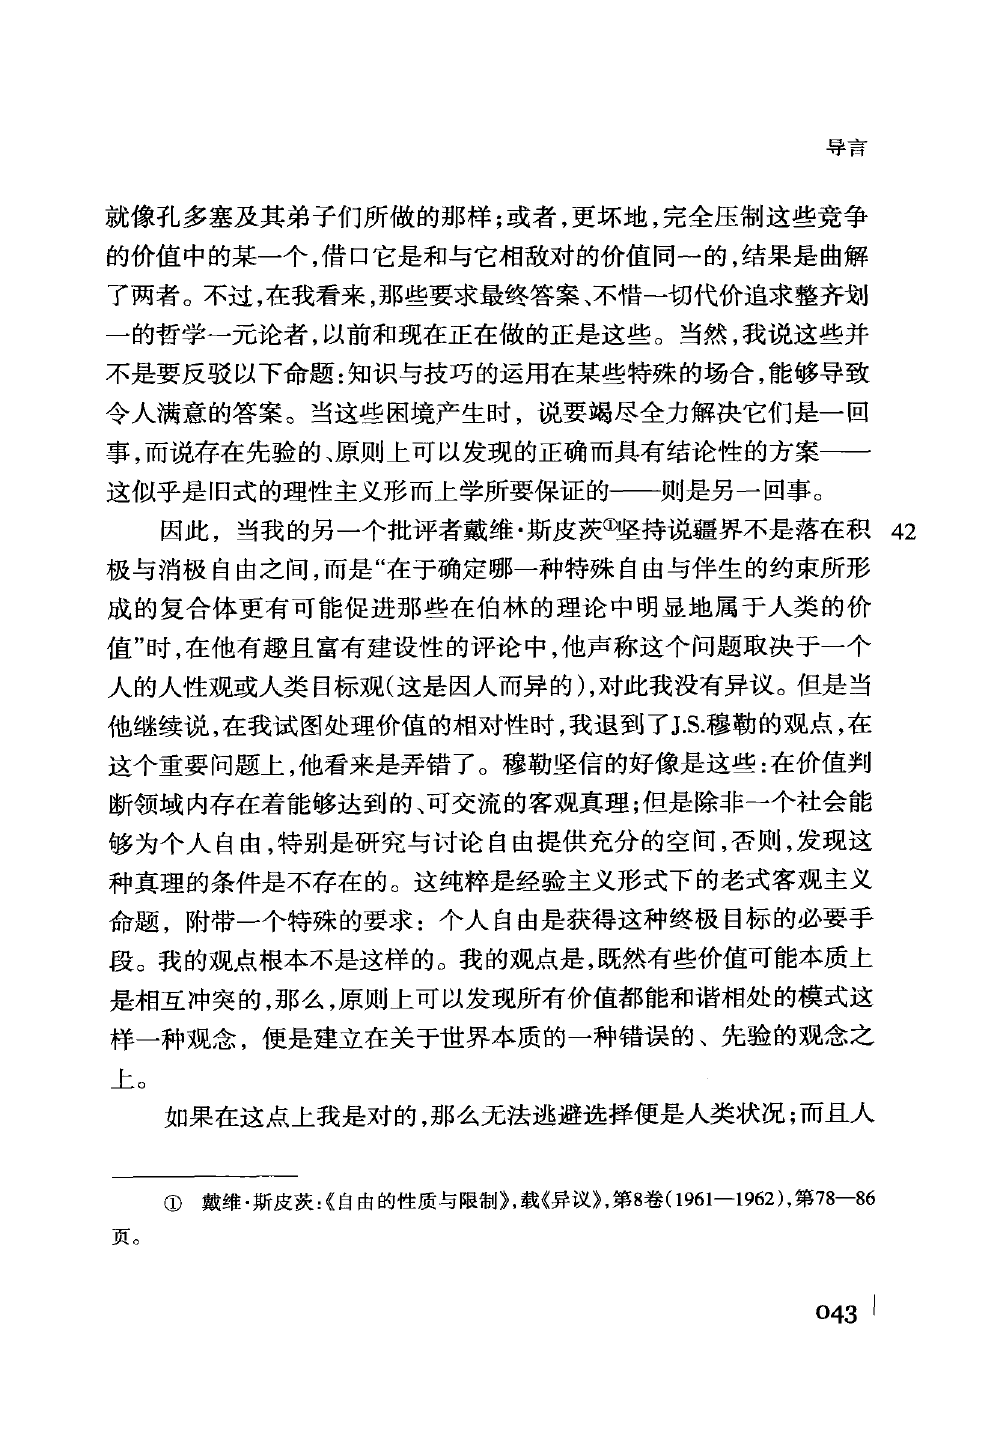 导言
就像孔多塞及其弟子们所做的那样;或者,更坏地,完全压制这些竞争
的价值中的某一个,借口它是和与它相敌对的价值同一的,结果是曲解
了两者。不过,在我看来,那些要求最终答案、不惜一切代价追求整齐划
一的哲学一元论者,以前和现在正在做的正是这些。当然,我说这些并
不是要反驳以下命题:知识与技巧的运用在某些特殊的场合,能够导致
令人满意的答案。当这些困境产生时，说要竭尽全力解决它们是一回
事,而说存在先验的、原则上可以发现的正确而具有结论性的方案——
这似乎是旧式的理性主义形而上学所要保证的——则是另一回事。
因此，当我的另一个批评者戴维·斯皮茨①坚持说疆界不是落在积 42
极与消极自由之间,而是“在于确定哪一种特殊自由与伴生的约束所形
成的复合体更有可能促进那些在伯林的理论中明显地属于人类的价
值”时,在他有趣且富有建设性的评论中,他声称这个问题取决于一个
人的人性观或人类目标观(这是因人而异的),对此我没有异议。但是当
他继续说,在我试图处理价值的相对性时,我退到了J.S.穆勒的观点,在
这个重要问题上,他看来是弄错了。穆勒坚信的好像是这些:在价值判
断领域内存在着能够达到的、可交流的客观真理;但是除非一个社会能
够为个人自由,特别是研究与讨论自由提供充分的空间,否则,发现这
种真理的条件是不存在的。这纯粹是经验主义形式下的老式客观主义
命题，附带一个特殊的要求：个人自由是获得这种终极目标的必要手
段。我的观点根本不是这样的。我的观点是,既然有些价值可能本质上
是相互冲突的,那么,原则上可以发现所有价值都能和谐相处的模式这
样一种观念，便是建立在关于世界本质的一种错误的、先验的观念之
上。
如果在这点上我是对的,那么无法逃避选择便是人类状况;而且人
① 戴维·斯皮茨:《自由的性质与限制》,载《异议》,第8卷(1961—1962),第78—86
页。
043